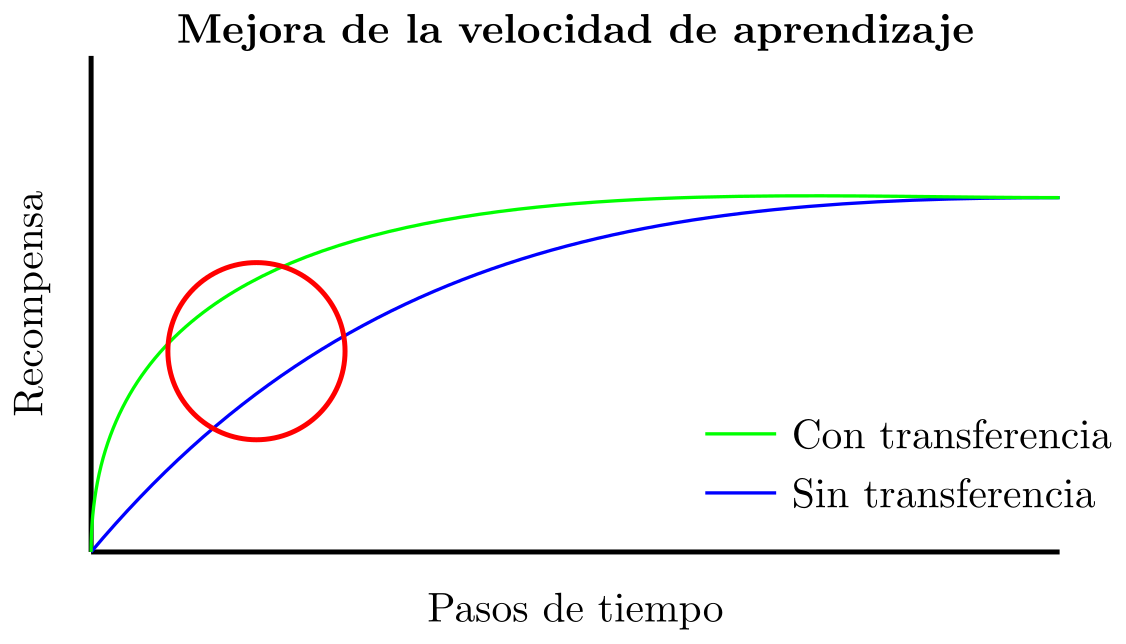 Mejora de la velocidad de aprendizaje
Recompensa
Con transferencia
Sin transferencia
Pasos de tiempo